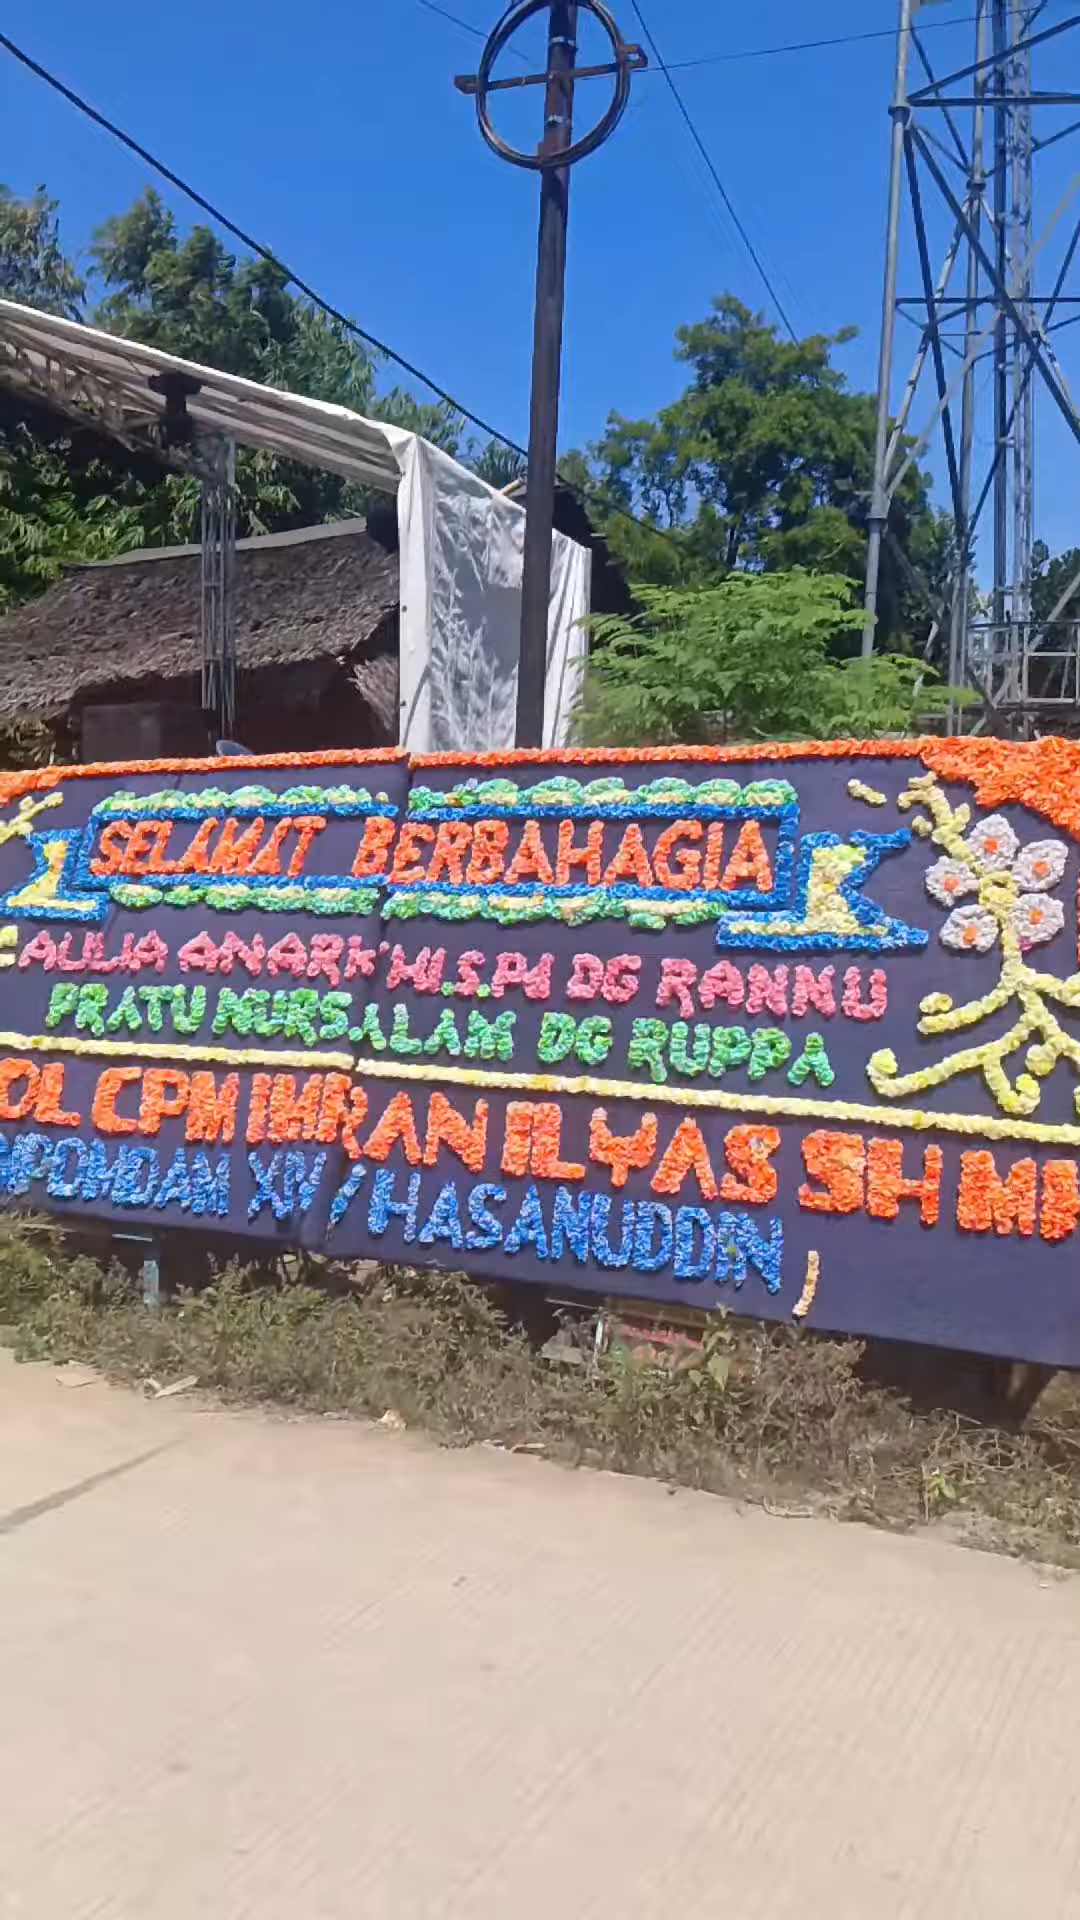 SELAMAT BERBAHAGIA
AULIA ANARK'HI.S.Pd DG RANNU
PRATU NURSALAM DG RUPPA
OL CPM IMRAN ILYAS SH MH
POMDAM XIV / HASANUDDIN